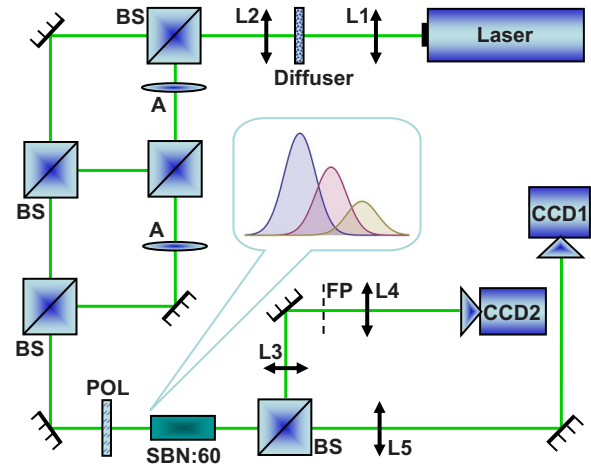 BS
L2
L1
Laser
Diffuser
A
BS
A
CCD1
BS
FP
L4
CCD2
L3
POL
SBN:60
BS
L5